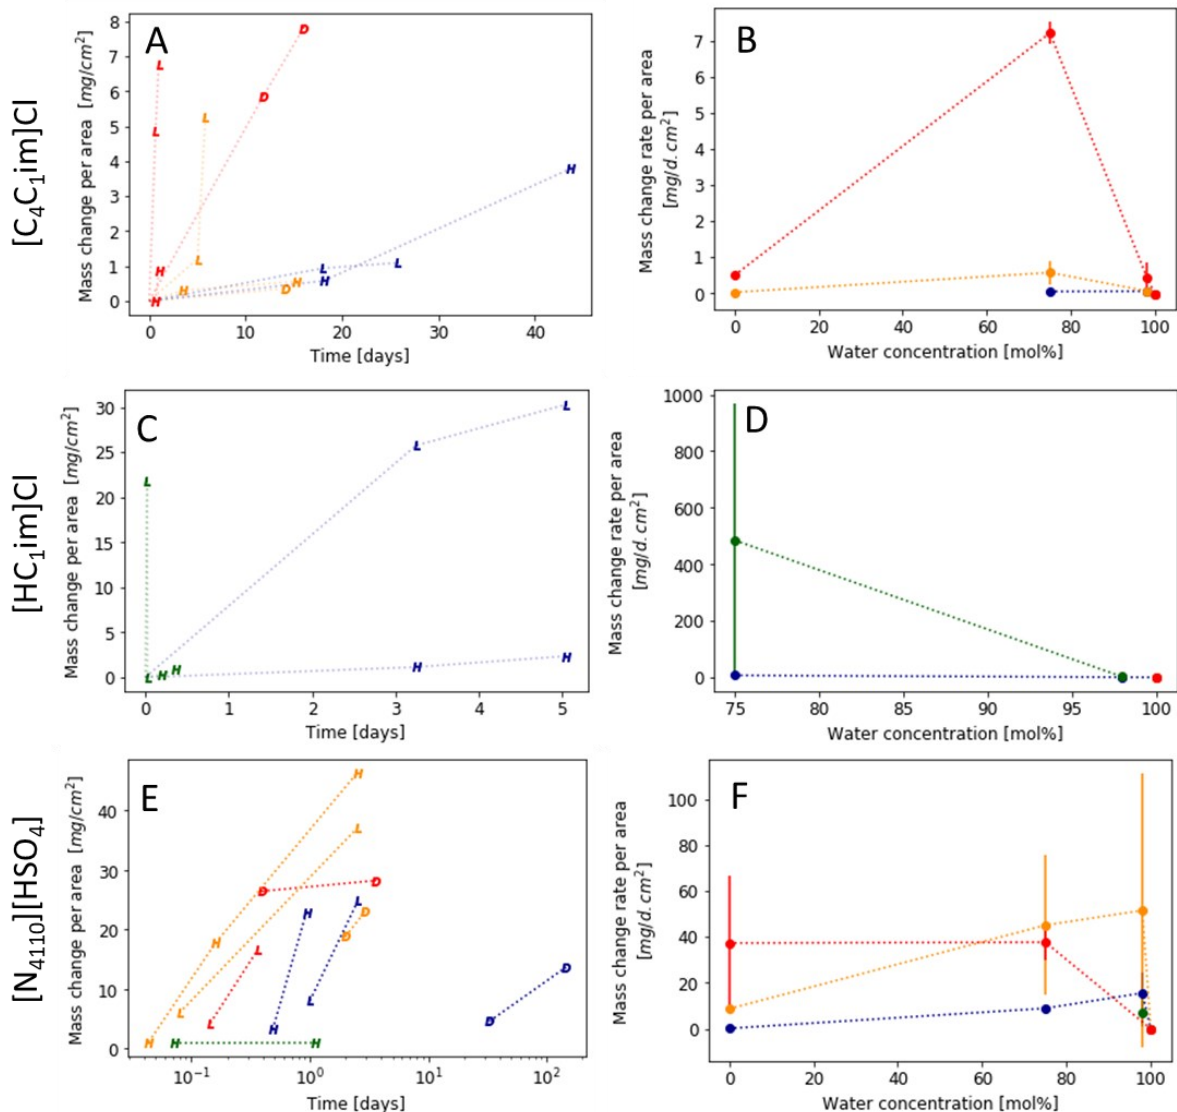 [C4C1im]Cl
A
Mass change per area [mg/cm²]
8
7
6
5
4
3
2
1
0
L
L
D
D
H
H
L
L
H
H
D
L
L
H
H
0
10
20
30
40
Time [days]
B
Mass change rate per area
[mg/d.cm²]
7
6
5
4
3
2
1
0
0
20
40
60
80
100
Water concentration [mol%]
[HC1im]Cl
C
Mass change per area [mg/cm²]
30
25
20
15
10
5
0
L
L
H
H
L
L
H
H
0
1
2
3
4
5
Time [days]
D
Mass change rate per area
[mg/d.cm²]
1000
800
600
400
200
0
75
80
85
90
95
100
Water concentration [mol%]
[N4110][HSO4]
E
Mass change per area [mg/cm²]
40
30
20
10
0
H
H
H
L
L
D
D
L
L
H
H
L
L
D
D
D
D
H
H
10⁻¹
10⁰
10¹
10²
Time [days]
F
Mass change rate per area
[mg/d.cm²]
100
80
60
40
20
0
0
20
40
60
80
100
Water concentration [mol%]